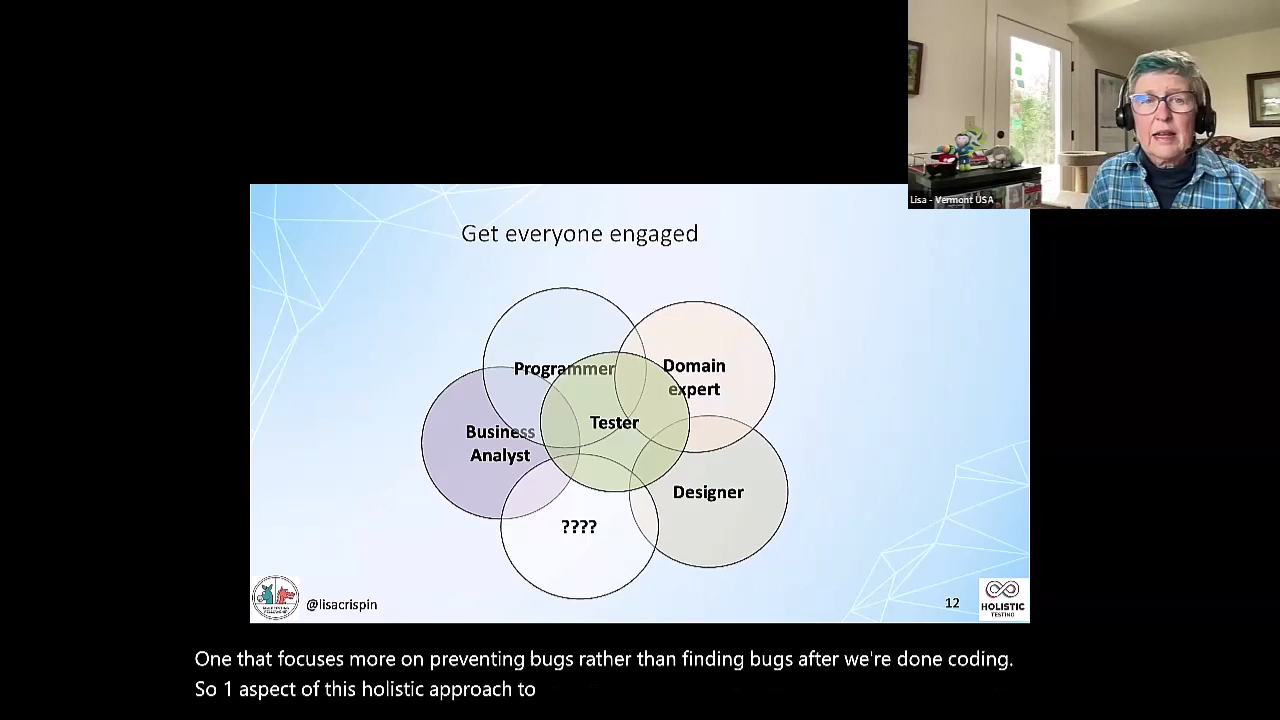 Lisa - Vermont USA
Get everyone engaged
Programmer
Domain
expert
Tester
Business
Analyst
Designer
????
@lisacrispin
12
HOLISTIC
TESTING
One that focuses more on preventing bugs rather than finding bugs after we're done coding.
So 1 aspect of this holistic approach to